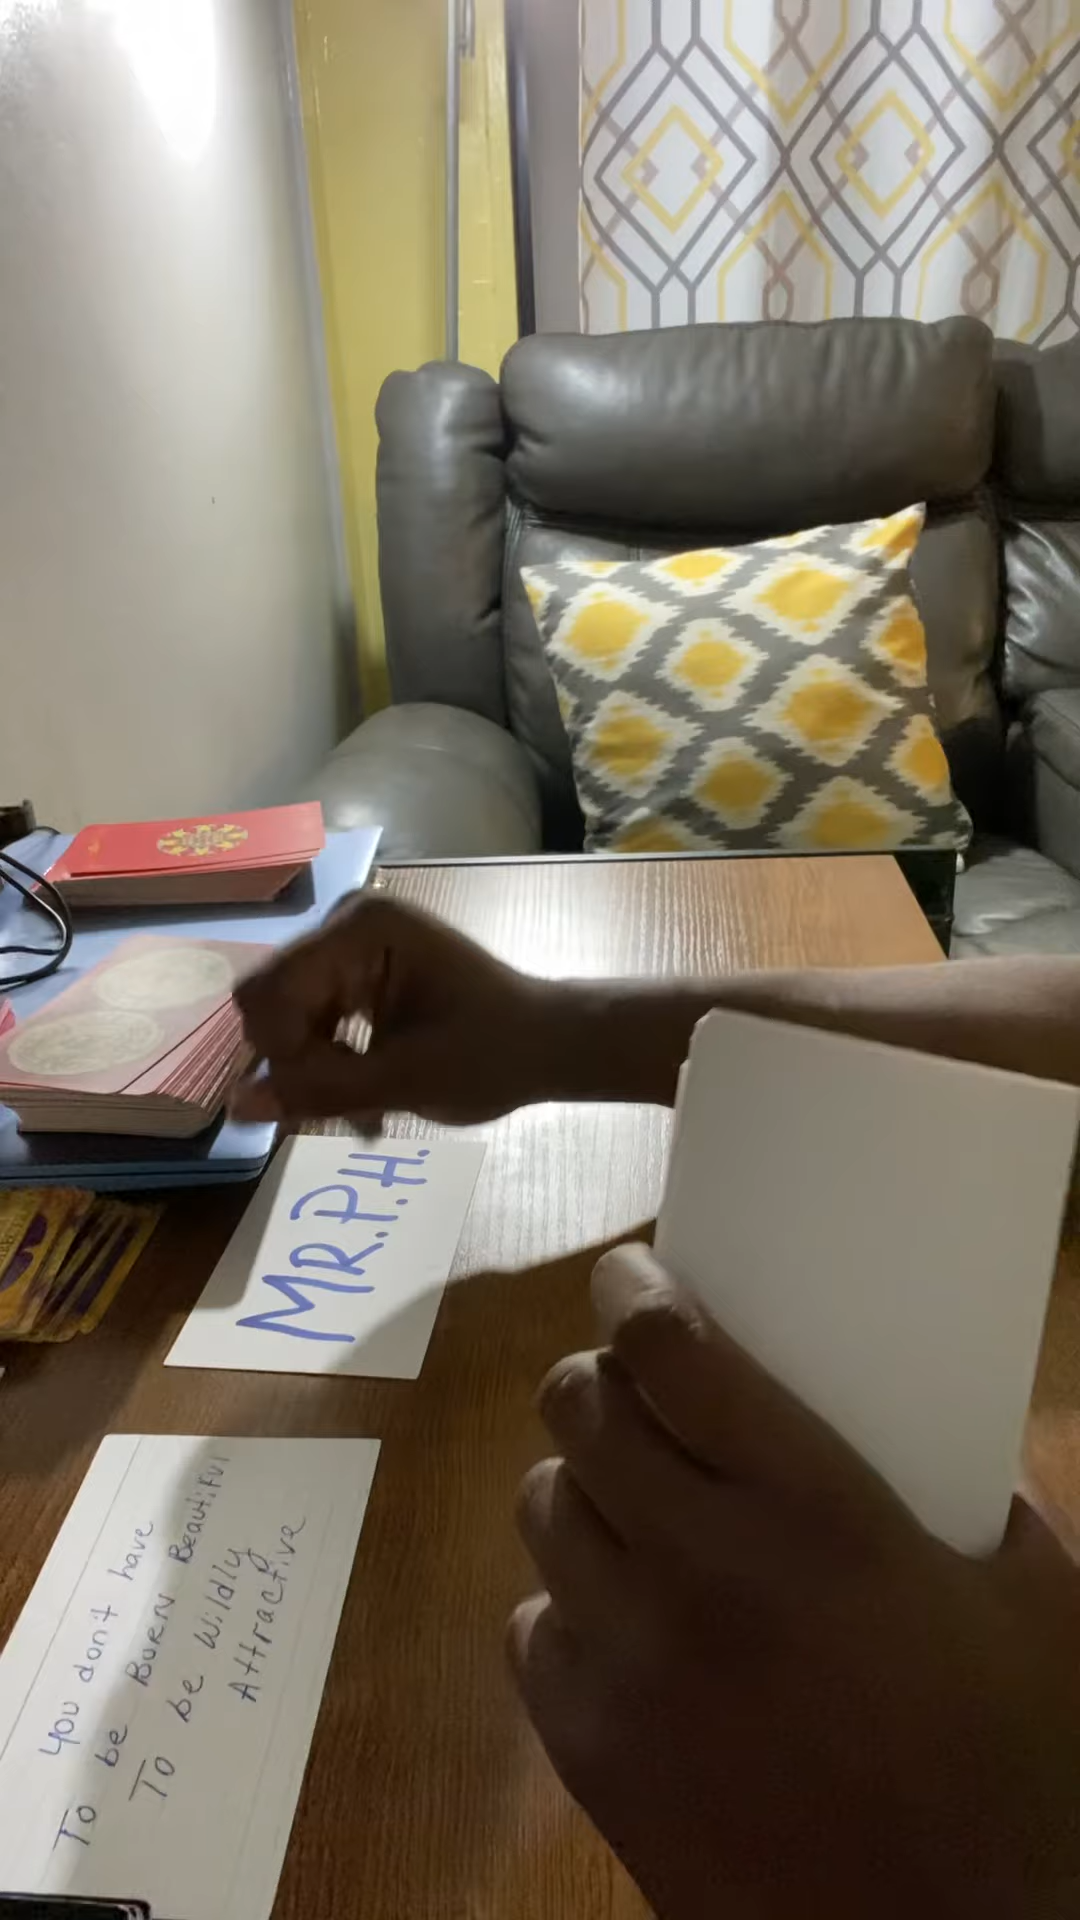 MR.P.H.
you don't have
To be BORN Beautiful
To be wildly
Attractive